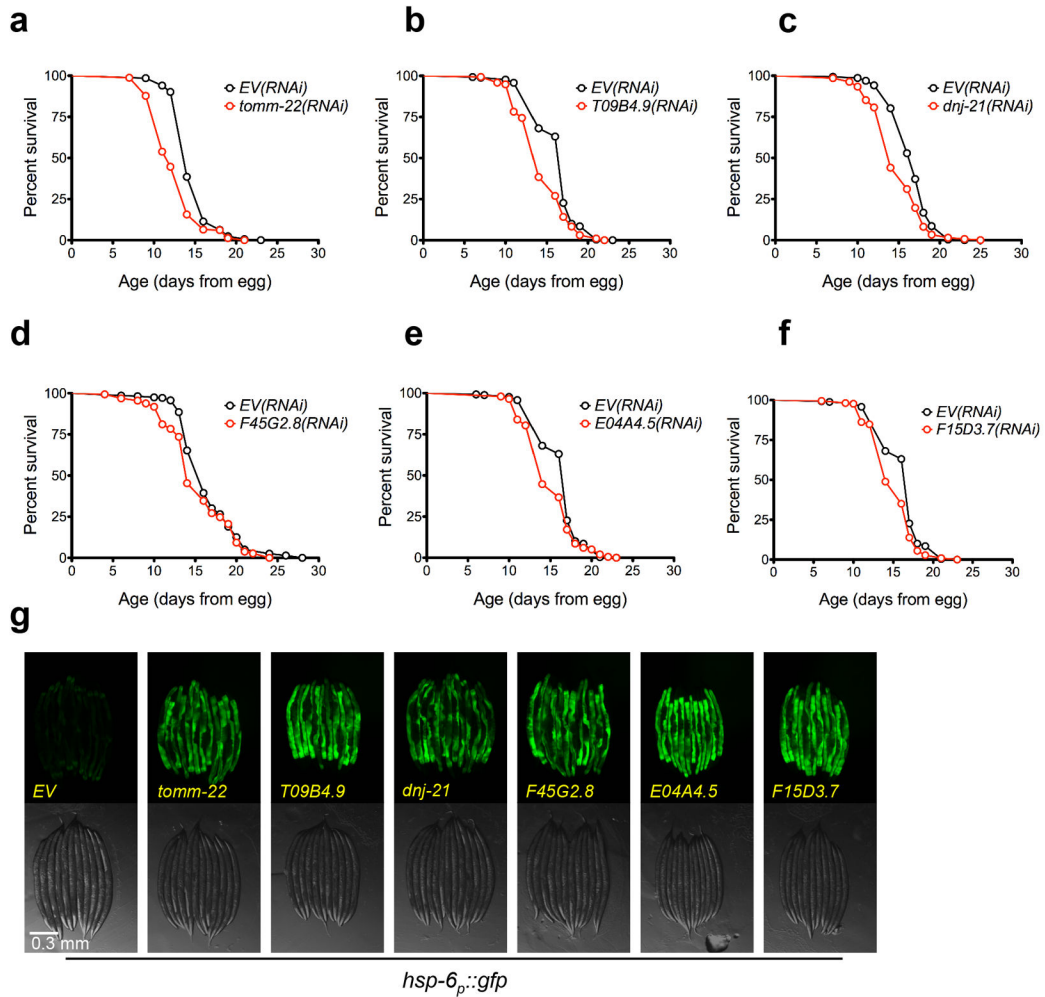 a
b
c
100
75
50
25
0
Percent survival
EV(RNAi)
tomm-22(RNAi)
0 5 10 15 20 25 30
Age (days from egg)
100
75
50
25
0
Percent survival
EV(RNAi)
T09B4.9(RNAi)
0 5 10 15 20 25 30
Age (days from egg)
100
75
50
25
0
Percent survival
EV(RNAi)
dnj-21(RNAi)
0 5 10 15 20 25 30
Age (days from egg)
d
e
f
100
75
50
25
0
Percent survival
EV(RNAi)
F45G2.8(RNAi)
0 5 10 15 20 25 30
Age (days from egg)
100
75
50
25
0
Percent survival
EV(RNAi)
E04A4.5(RNAi)
0 5 10 15 20 25 30
Age (days from egg)
100
75
50
25
0
Percent survival
EV(RNAi)
F15D3.7(RNAi)
0 5 10 15 20 25 30
Age (days from egg)
g
EV tomm-22 T09B4.9 dnj-21 F45G2.8 E04A4.5 F15D3.7
0.3 mm
hsp-6p::gfp